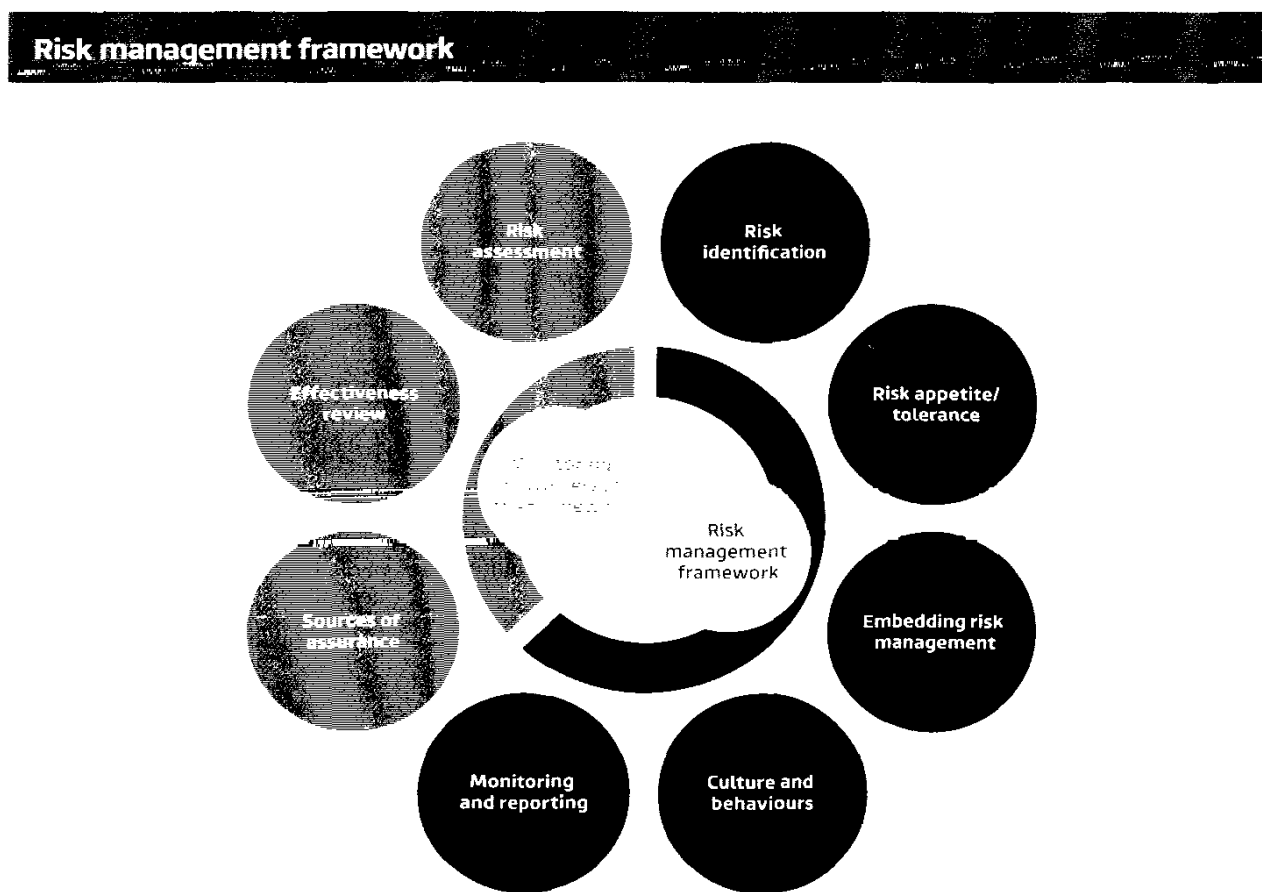 Risk management framework
Risk
assessment
Risk
identification
Effectiveness
review
Risk appetite/
tolerance
Risk
management
framework
Sources of
assurance
Embedding risk
management
Monitoring
and reporting
Culture and
behaviours